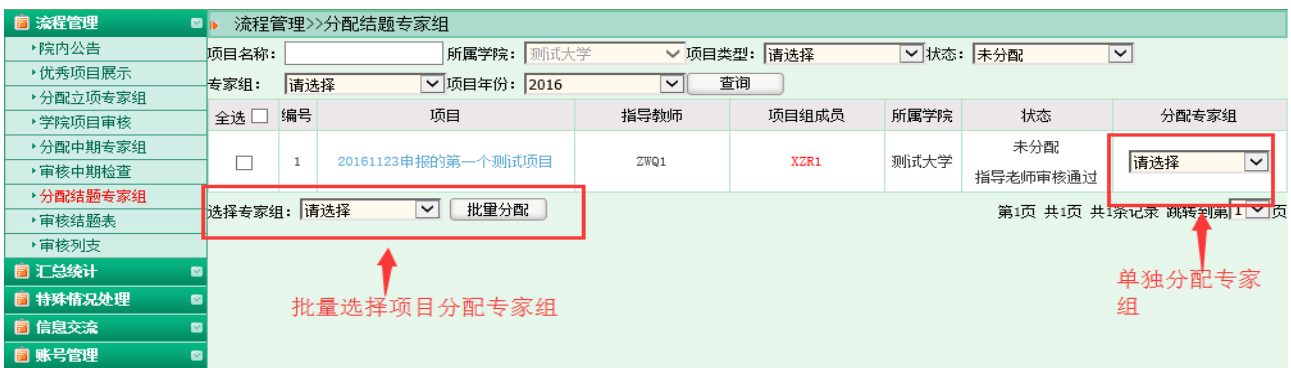 流程管理
院内公告
优秀项目展示
分配立项专家组
学院项目审核
分配中期专家组
审核中期检查
分配结题专家组
审核结题表
审核列支
汇总统计
特殊情况处理
信息交流
账号管理
流程管理>>分配结题专家组
项目名称: 所属学院: 测试大学 项目类型: 请选择 状态: 未分配
专家组: 请选择 项目年份: 2016 查询
全选 编号 项目 指导教师 项目组成员 所属学院 状态 分配专家组
1 20161123申报的第一个测试项目 ZWQ1 XZR1 测试大学 未分配 请选择
指导老师审核通过
选择专家组: 请选择 批量分配 第1页 共1页 共1条记录 跳转到第 1 页
批量选择项目分配专家组
单独分配专家
组